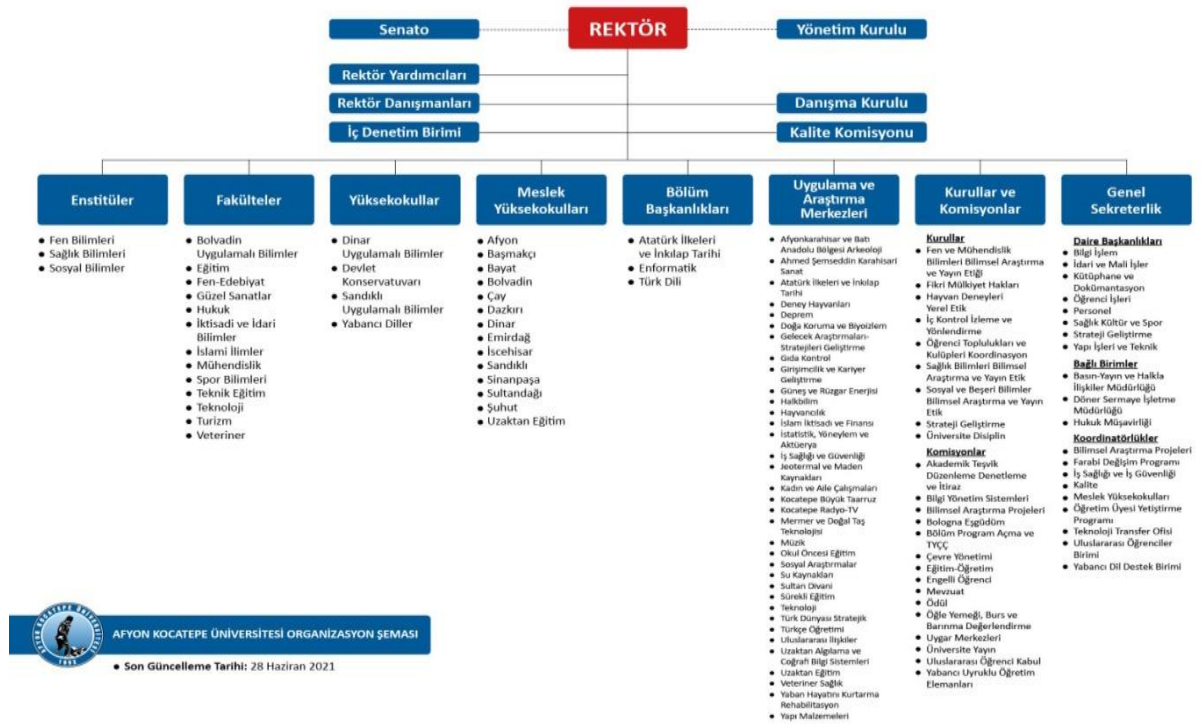 Senato
REKTÖR
Yönetim Kurulu
Rektör Yardımcıları
Rektör Danışmanları
Danışma Kurulu
İç Denetim Birimi
Kalite Komisyonu
Enstitüler
• Fen Bilimleri
• Sağlık Bilimleri
• Sosyal Bilimler
Fakülteler
• Bolvadin
Uygulamalı Bilimler
• Eğitim
• Fen-Edebiyat
• Güzel Sanatlar
• Hukuk
• İktisadi ve İdari
Bilimler
• İslami İlimler
• Mühendislik
• Spor Bilimleri
• Teknik Eğitim
• Teknoloji
• Turizm
• Veteriner
Yüksekokullar
• Dinar
Uygulamalı Bilimler
• Devlet
Konservatuvarı
• Sandıklı
Uygulamalı Bilimler
• Yabancı Diller
Meslek
Yüksekokulları
• Afyon
• Başmakçı
• Bayat
• Bolvadin
• Çay
• Dazkırı
• Dinar
• Emirdağ
• İscehisar
• Sandıklı
• Sinanpaşa
• Sultandağı
• Şuhut
• Uzaktan Eğitim
Bölüm
Başkanlıkları
• Atatürk İlkeleri
ve İnkılap Tarihi
• Enformatik
• Türk Dili
Uygulama ve
Araştırma
Merkezleri
• Afyonkarahisar ve Batı
Anadolu Bölgesi Arkeoloji
• Ahmed Şemseddin Karahisari
Sanat
• Atatürk İlkeleri ve İnkılap
Tarihi
• Deney Hayvanları
• Deprem
• Doğa Koruma ve Biyoizlem
• Gelecek Araştırmaları-
Stratejileri Geliştirme
• Gıda Kontrol
• Girişimcilik ve Kariyer
Geliştirme
• Güneş ve Rüzgar Enerjisi
• Halkbilim
• Hayvancılık
• İslam İktisadı ve Finansı
• İstatistik, Yöneylem ve
Aktüerya
• İş Sağlığı ve Güvenliği
• Jeotermal ve Maden
Kaynakları
• Kadın ve Aile Çalışmaları
• Kocatepe Büyük Taarruz
• Kocatepe Radyo-TV
• Mermer ve Doğal Taş
Teknolojisi
• Müzik
• Okul Öncesi Eğitim
• Sosyal Araştırmalar
• Su Kaynakları
• Sultan Divani
• Sürekli Eğitim
• Teknoloji
• Türk Dünyası Stratejik
• Türkçe Öğretimi
• Uluslararası İlişkiler
• Uzaktan Algılama ve
Coğrafi Bilgi Sistemleri
• Uzaktan Eğitim
• Veteriner Sağlık
• Yaban Hayatını Kurtarma
Rehabilitasyon
• Yapı Malzemeleri
Kurullar ve
Komisyonlar
Kurullar
• Fen ve Mühendislik
Bilimleri Bilimsel Araştırma
ve Yayın Etiği
• Fikri Mülkiyet Hakları
• Hayvan Deneyleri
Yerel Etik
• İç Kontrol İzleme ve
Yönlendirme
• Öğrenci Toplulukları ve
Kulüpleri Koordinasyon
• Sağlık Bilimleri Bilimsel
Araştırma ve Yayın Etik
• Sosyal ve Beşeri Bilimler
Bilimsel Araştırma ve Yayın
Etik
• Strateji Geliştirme
• Üniversite Disiplin
Komisyonlar
• Akademik Teşvik
Düzenleme Denetleme
ve İtiraz
• Bilgi Yönetim Sistemleri
• Bilimsel Araştırma Projeleri
• Bologna Eşgüdüm
• Bölüm Program Açma ve
TYÇÇ
• Çevre Yönetimi
• Eğitim-Öğretim
• Engelli Öğrenci
• Mevzuat
• Ödül
• Öğle Yemeği, Burs ve
Barınma Değerlendirme
• Uygar Merkezleri
• Üniversite Yayın
• Uluslararası Öğrenci Kabul
• Yabancı Uyruklu Öğretim
Elemanları
Genel
Sekreterlik
Daire Başkanlıkları
• Bilgi İşlem
• İdari ve Mali İşler
• Kütüphane ve
Dokümantasyon
• Öğrenci İşleri
• Personel
• Sağlık Kültür ve Spor
• Strateji Geliştirme
• Yapı İşleri ve Teknik
Bağlı Birimler
• Basın-Yayın ve Halkla
İlişkiler Müdürlüğü
• Döner Sermaye İşletme
Müdürlüğü
• Hukuk Müşavirliği
Koordinatörlükler
• Bilimsel Araştırma Projeleri
• Farabi Değişim Programı
• İş Sağlığı ve İş Güvenliği
• Kalite
• Meslek Yüksekokulları
• Öğretim Üyesi Yetiştirme
Programı
• Teknoloji Transfer Ofisi
• Uluslararası Öğrenciler
Birimi
• Yabancı Dil Destek Birimi
AFYON KOCATEPE ÜNİVERSİTESİ
1992
AFYON KOCATEPE ÜNİVERSİTESİ ORGANİZASYON ŞEMASI
• Son Güncelleme Tarihi: 28 Haziran 2021